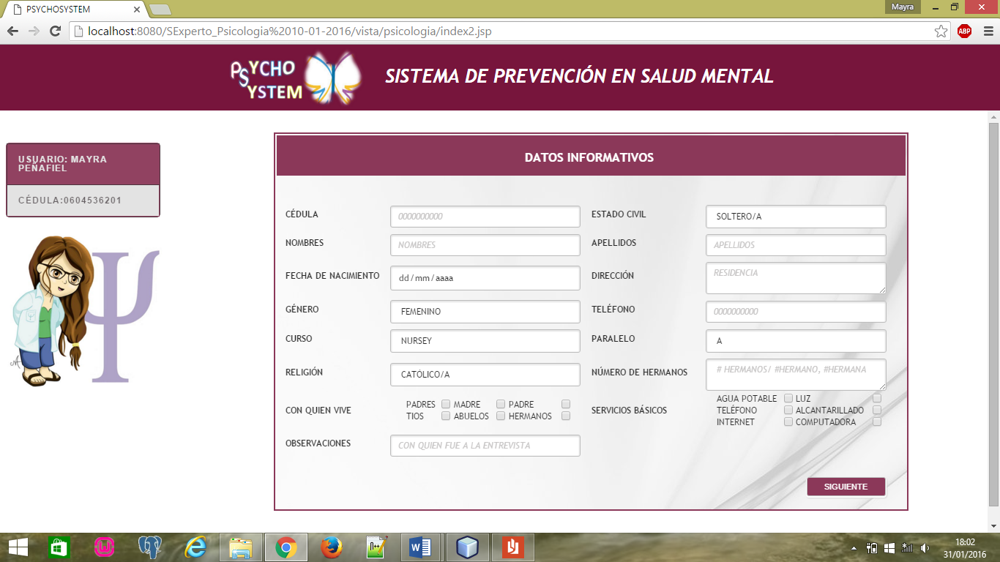 PSYCHOSYSTEM
Mayra
localhost:8080/SExperto_Psicologia%2010-01-2016/vista/psicologia/index2.jsp
ABP
PSYCHO
SYSTEM
SISTEMA DE PREVENCIÓN EN SALUD MENTAL
USUARIO: MAYRA
PEÑAFIEL
CÉDULA:0604536201
DATOS INFORMATIVOS
CÉDULA 0000000000 ESTADO CIVIL SOLTERO/A
NOMBRES NOMBRES APELLIDOS APELLIDOS
FECHA DE NACIMIENTO dd/mm/aaaa DIRECCIÓN RESIDENCIA
GÉNERO FEMENINO TELÉFONO 0000000000
CURSO NURSEY PARALELO A
RELIGIÓN CATÓLICO/A NÚMERO DE HERMANOS # HERMANOS/ #HERMANO, #HERMANA
CON QUIEN VIVE
PADRES MADRE PADRE
TIOS ABUELOS HERMANOS
SERVICIOS BÁSICOS
AGUA POTABLE LUZ
TELÉFONO ALCANTARILLADO
INTERNET COMPUTADORA
OBSERVACIONES CON QUIEN FUE A LA ENTREVISTA
SIGUIENTE
18:02
31/01/2016